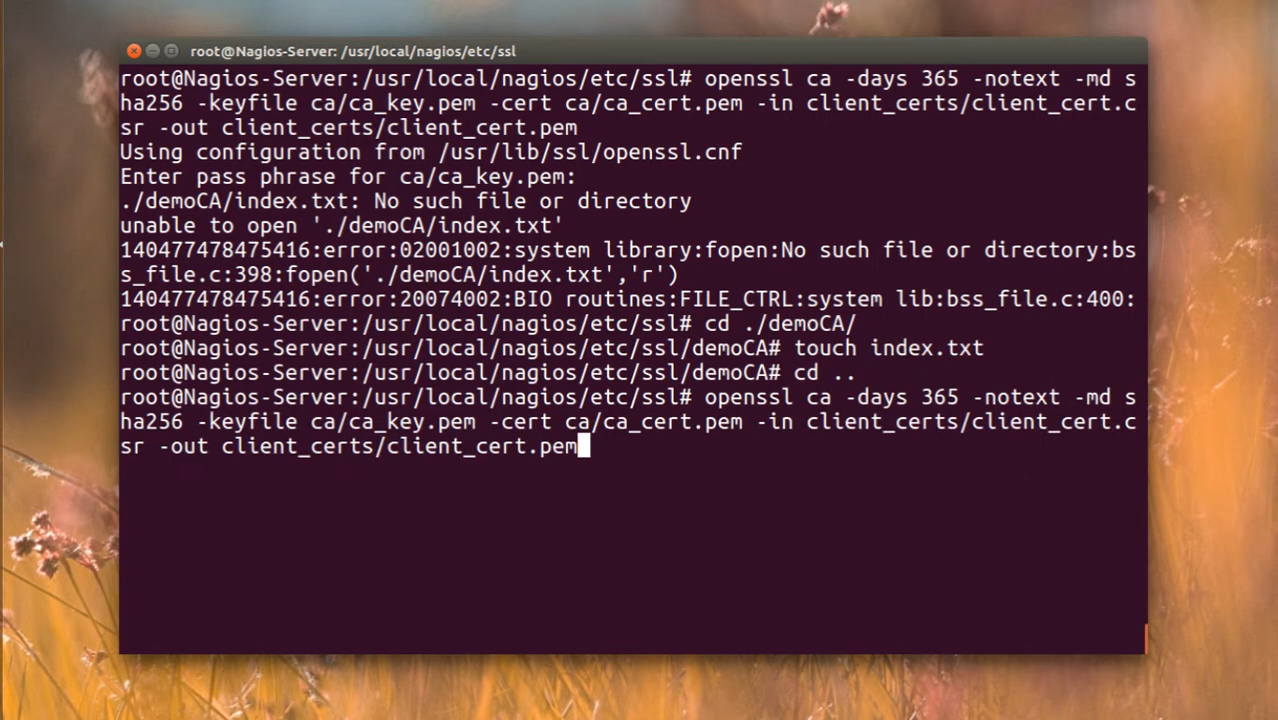 root@Nagios-Server: /usr/local/nagios/etc/ssl
root@Nagios-Server:/usr/local/nagios/etc/ssl# openssl ca -days 365 -notext -md s
ha256 -keyfile ca/ca_key.pem -cert ca/ca_cert.pem -in client_certs/client_cert.c
sr -out client_certs/client_cert.pem
Using configuration from /usr/lib/ssl/openssl.cnf
Enter pass phrase for ca/ca_key.pem:
./demoCA/index.txt: No such file or directory
unable to open './demoCA/index.txt'
140477478475416:error:02001002:system library:fopen:No such file or directory:bs
s_file.c:398:fopen('./demoCA/index.txt','r')
140477478475416:error:20074002:BIO routines:FILE_CTRL:system lib:bss_file.c:400:
root@Nagios-Server:/usr/local/nagios/etc/ssl# cd ./demoCA/
root@Nagios-Server:/usr/local/nagios/etc/ssl/demoCA# touch index.txt
root@Nagios-Server:/usr/local/nagios/etc/ssl/demoCA# cd ..
root@Nagios-Server:/usr/local/nagios/etc/ssl# openssl ca -days 365 -notext -md s
ha256 -keyfile ca/ca_key.pem -cert ca/ca_cert.pem -in client_certs/client_cert.c
sr -out client_certs/client_cert.pem